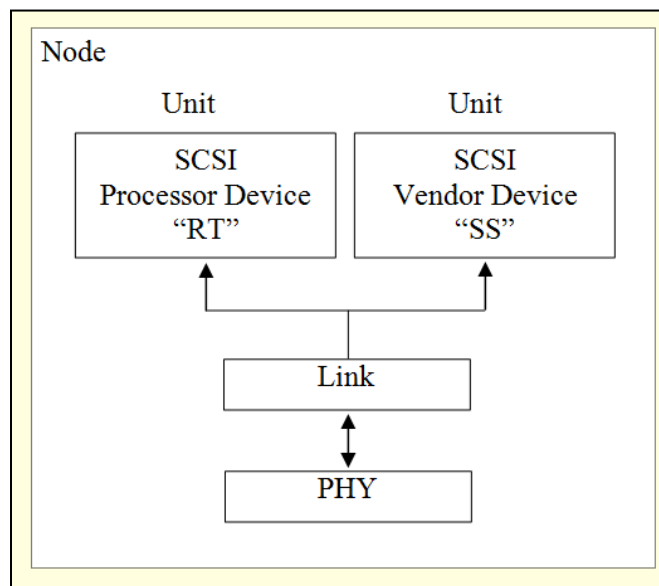 Node
Unit
Unit
SCSI
Processor Device
“RT”
SCSI
Vendor Device
“SS”
Link
PHY